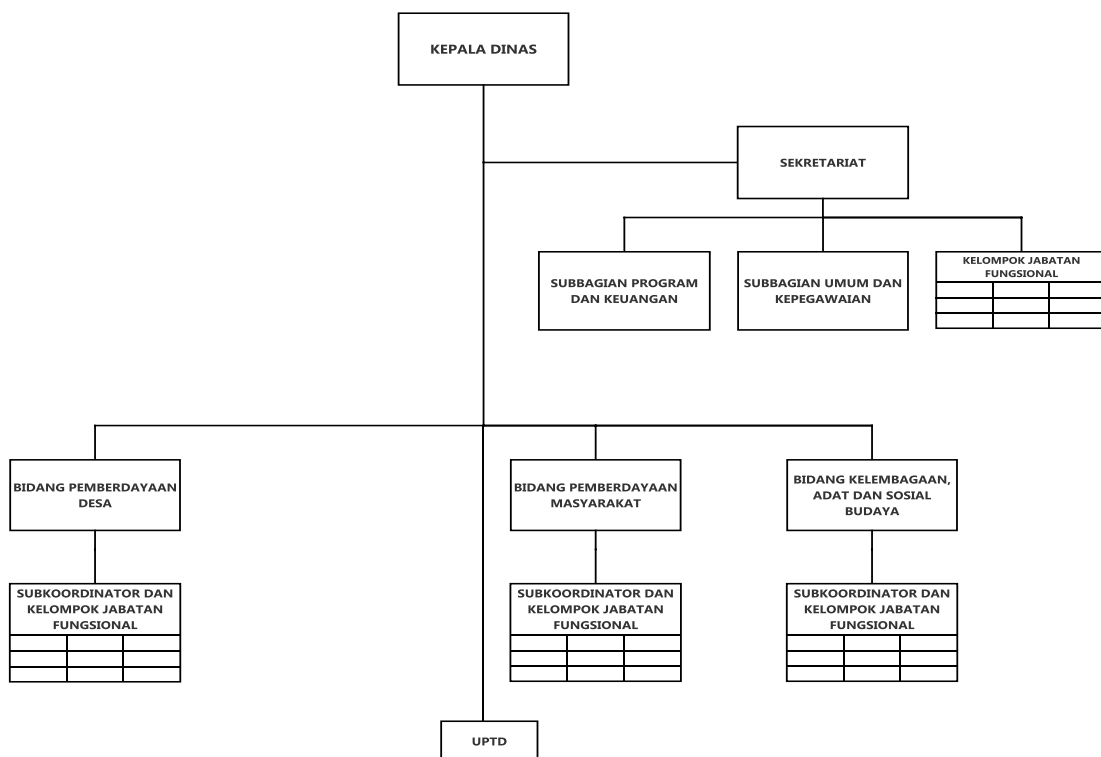 KEPALA DINAS
SEKRETARIAT
SUBBAGIAN PROGRAM
DAN KEUANGAN
SUBBAGIAN UMUM DAN
KEPEGAWAIAN
KELOMPOK JABATAN
FUNGSIONAL
BIDANG PEMBERDAYAAN
DESA
BIDANG PEMBERDAYAAN
MASYARAKAT
BIDANG KELEMBAGAAN,
ADAT DAN SOSIAL
BUDAYA
SUBKOORDINATOR DAN
KELOMPOK JABATAN
FUNGSIONAL
SUBKOORDINATOR DAN
KELOMPOK JABATAN
FUNGSIONAL
SUBKOORDINATOR DAN
KELOMPOK JABATAN
FUNGSIONAL
UPTD